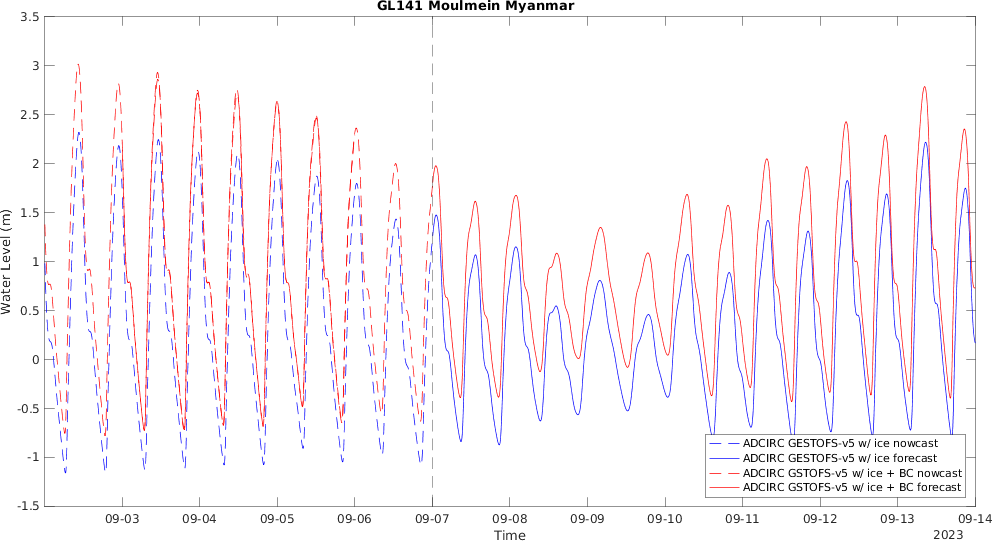 GL141 Moulmein Myanmar
3.5
3
2.5
2
1.5
1
0.5
0
-0.5
-1
-1.5
Water Level (m)
09-03 09-04 09-05 09-06 09-07 09-08 09-09 09-10 09-11 09-12 09-13 09-14
Time
2023
ADCIRC GESTOFS-v5 w/ ice nowcast
ADCIRC GESTOFS-v5 w/ ice forecast
ADCIRC GSTOFS-v5 w/ ice + BC nowcast
ADCIRC GSTOFS-v5 w/ ice + BC forecast